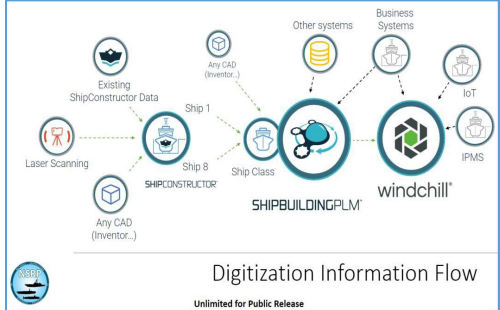 Business
Systems
Other systems
Any CAD
(Inventor...)
IoT
Existing
ShipConstructor Data
Ship 1
IPMS
Laser Scanning
Ship 8
Ship Class
SHIPCONSTRUCTOR
windchill
SHIPBUILDINGPLM
Any CAD
(Inventor...)
Digitization Information Flow
NSRP
Unlimited for Public Release